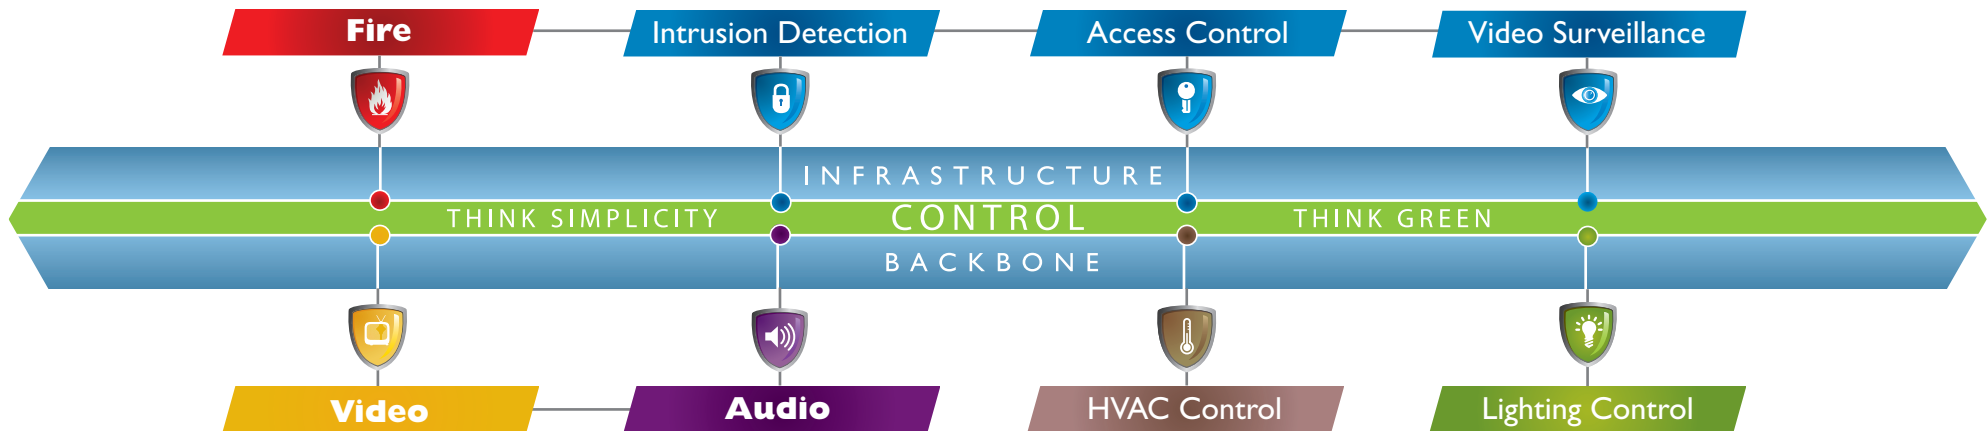 Fire
Intrusion Detection
Access Control
Video Surveillance
INFRASTRUCTURE
THINK SIMPLICITY
CONTROL
THINK GREEN
BACKBONE
Video
Audio
HVAC Control
Lighting Control